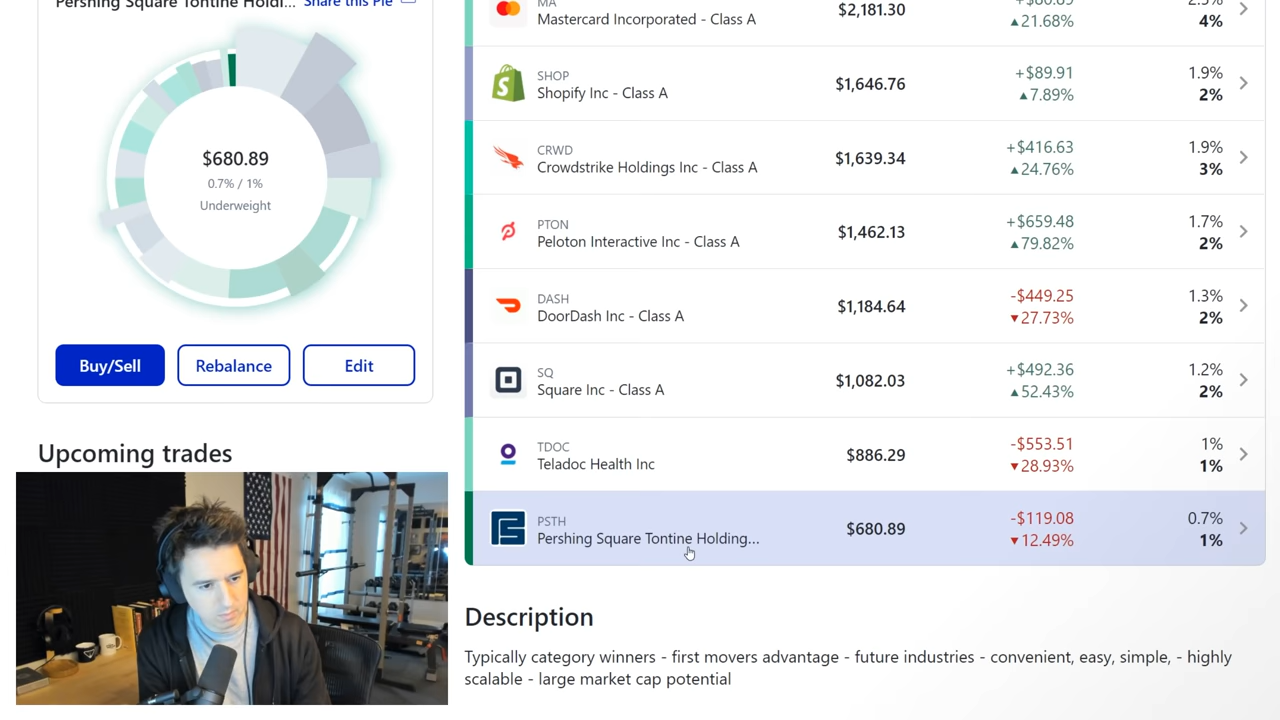 Pershing Square Tontine Holdi... Share this Pie
$680.89
0.7% / 1%
Underweight
Buy/Sell Rebalance Edit
Upcoming trades
MA
Mastercard Incorporated - Class A
$2,181.30
▲21.68%
4%
SHOP
Shopify Inc - Class A
$1,646.76
+$89.91
▲7.89%
1.9%
2%
CRWD
Crowdstrike Holdings Inc - Class A
$1,639.34
+$416.63
▲24.76%
1.9%
3%
PTON
Peloton Interactive Inc - Class A
$1,462.13
+$659.48
▲79.82%
1.7%
2%
DASH
DoorDash Inc - Class A
$1,184.64
-$449.25
▼27.73%
1.3%
2%
SQ
Square Inc - Class A
$1,082.03
+$492.36
▲52.43%
1.2%
2%
TDOC
Teladoc Health Inc
$886.29
-$553.51
▼28.93%
1%
1%
PSTH
Pershing Square Tontine Holding...
$680.89
-$119.08
▼12.49%
0.7%
1%
Description
Typically category winners - first movers advantage - future industries - convenient, easy, simple, - highly
scalable - large market cap potential